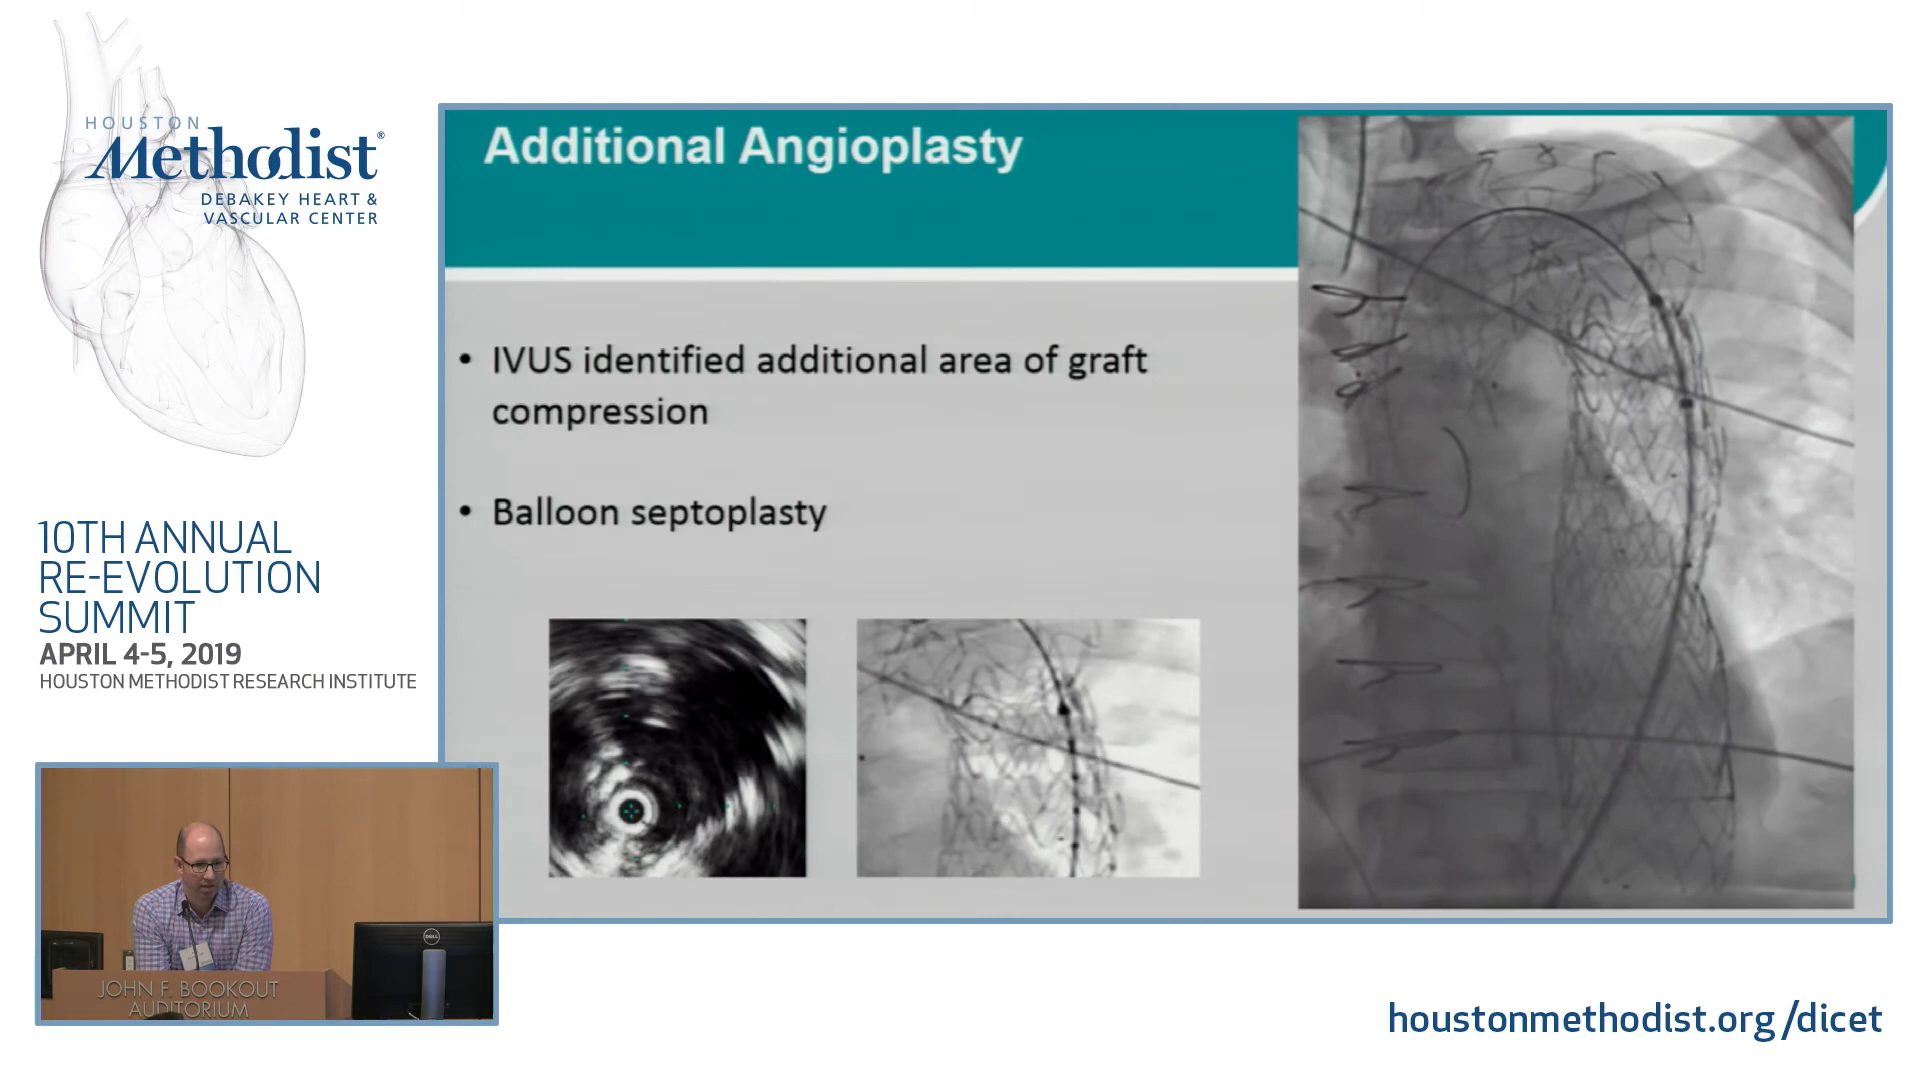 HOUSTON
Methodist®
DEBAKEY HEART &
VASCULAR CENTER
10TH ANNUAL
RE-EVOLUTION
SUMMIT
APRIL 4-5, 2019
HOUSTON METHODIST RESEARCH INSTITUTE
Additional Angioplasty
• IVUS identified additional area of graft
compression
• Balloon septoplasty
DELL
JOHN F. BOOKOUT
AUDITORIUM
houstonmethodist.org/dicet